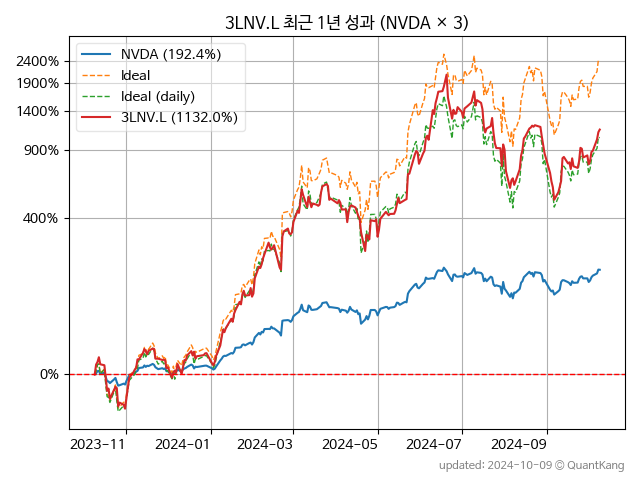 3LNV.L 최근 1년 성과 (NVDA × 3)
NVDA (192.4%)
Ideal
Ideal (daily)
3LNV.L (1132.0%)
2400%
1900%
1400%
900%
400%
0%
2023-11 2024-01 2024-03 2024-05 2024-07 2024-09
updated: 2024-10-09 © QuantKang